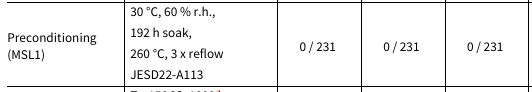 Preconditioning
(MSL1)
30 °C, 60 % r.h.,
192 h soak,
260 °C, 3 x reflow
JESD22-A113
0 / 231
0 / 231
0 / 231